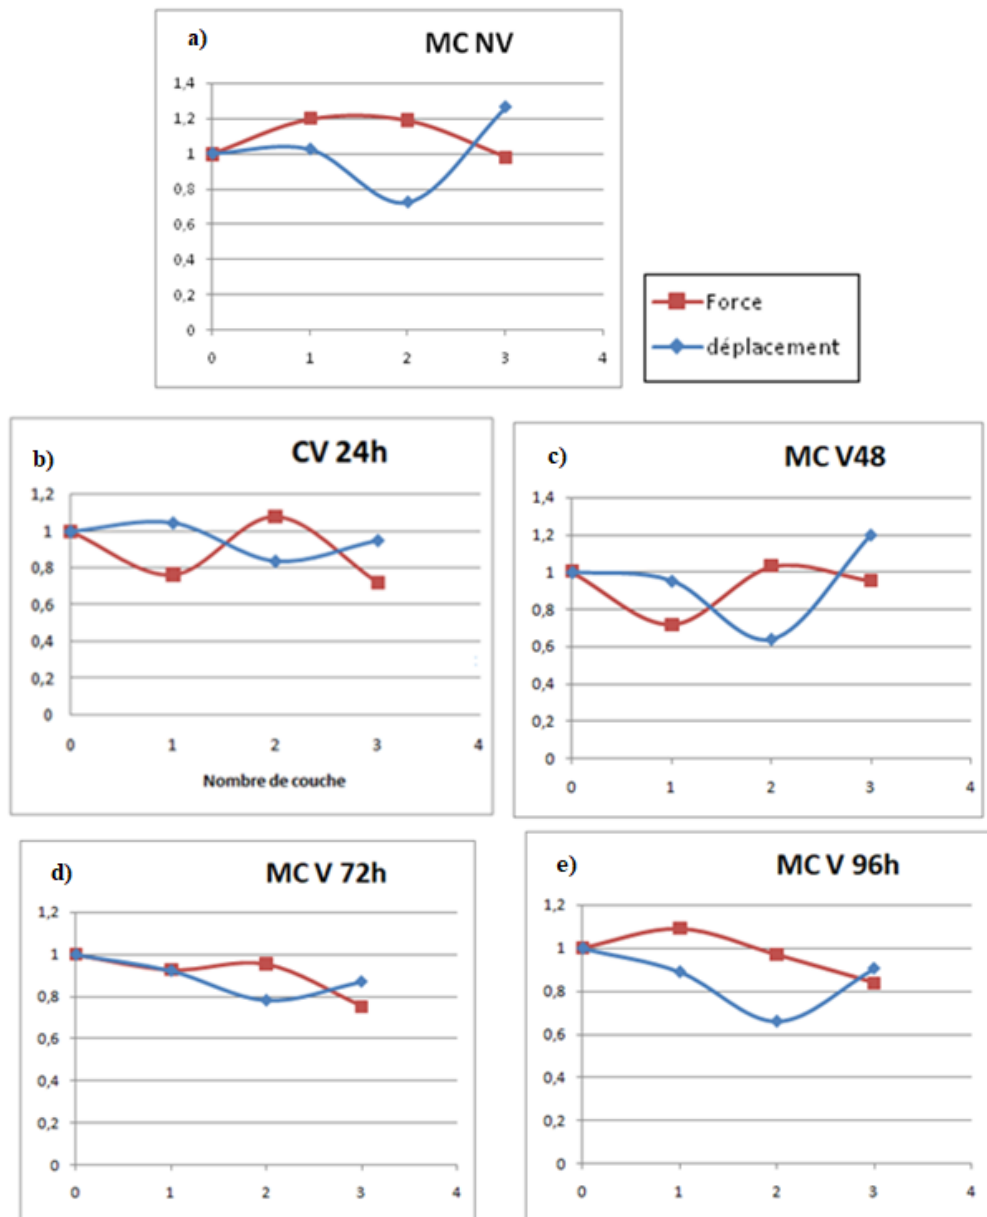 a) MC NV
1,4
1,2
1
0,8
0,6
0,4
0,2
0
0 1 2 3 4
Force
déplacement
b) CV 24h
1,2
1
0,8
0,6
0,4
0,2
0
0 1 2 3 4
Nombre de couche
c) MC V48
1,4
1,2
1
0,8
0,6
0,4
0,2
0
0 1 2 3 4
d) MC V 72h
1,2
1
0,8
0,6
0,4
0,2
0
0 1 2 3 4
e) MC V 96h
1,2
1
0,8
0,6
0,4
0,2
0
0 1 2 3 4